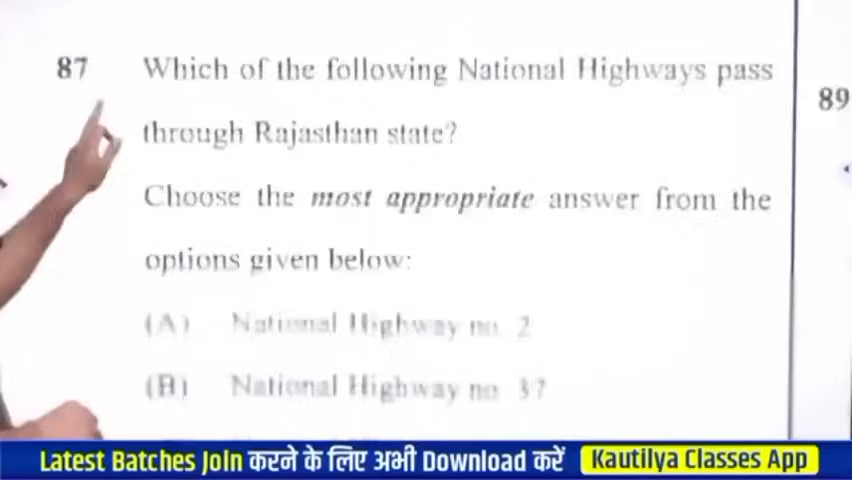 87 Which of the following National Highways pass
through Rajasthan state?
Choose the most appropriate answer from the
options given below:
(A) National Highway no. 2
(B) National Highway no. 37
89
Latest Batches Join करने के लिए अभी Download करें Kautilya Classes App